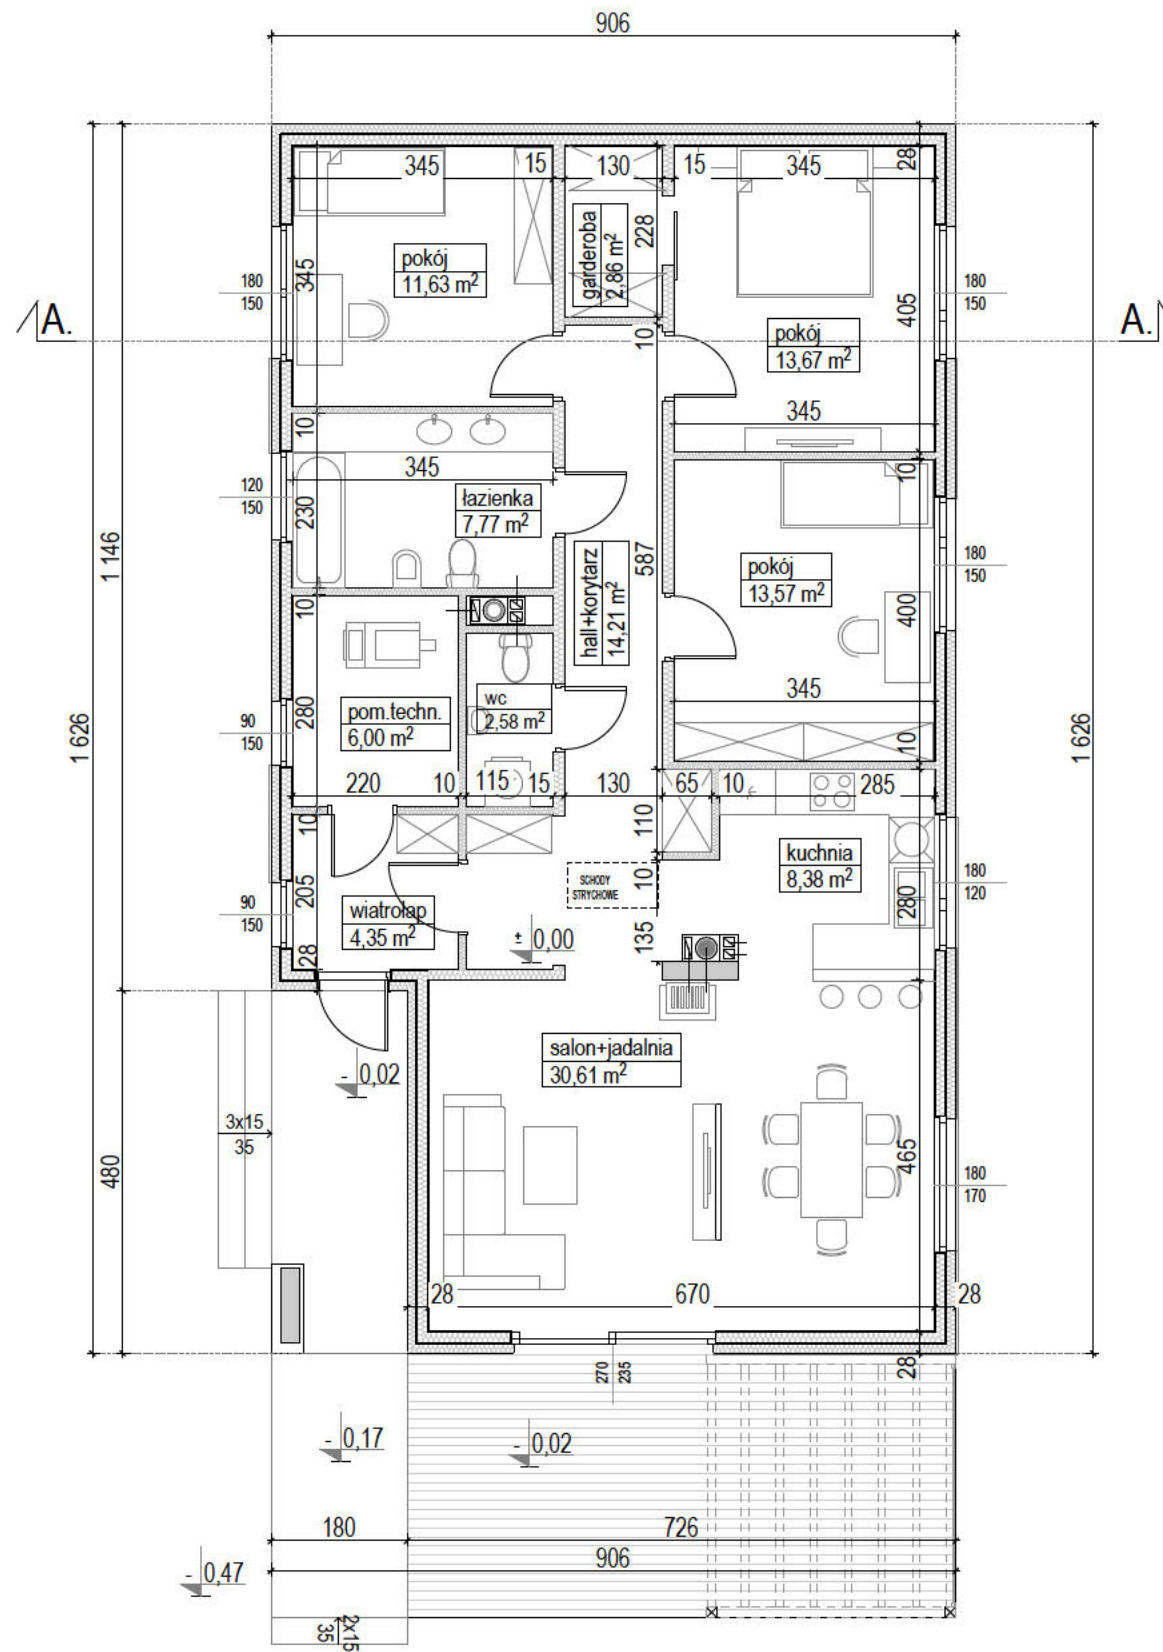 906
28
345
15
130
15
345
garderoba
2,86 m²
228
pokój
11,63 m²
345
180
150
180
150
405
A.
A.
pokój
13,67 m²
10
345
10
10
345
120
150
230
łazienka
7,77 m²
1 146
587
hall+korytarz
14,21 m²
pokój
13,57 m²
180
150
400
10
345
wc
2,58 m²
pom.techn.
6,00 m²
280
90
150
1 626
1 626
10
220
10
115
15
130
65
10
285
10
110
kuchnia
8,38 m²
180
120
280
SCHODY
STRYCHOWE
10
205
90
150
wiatrołap
4,35 m²
± 0,00
135
28
salon+jadalnia
30,61 m²
- 0,02
3x15
35
480
465
180
170
28
670
28
270
235
28
- 0,17
- 0,02
180
726
906
- 0,47
2x15
35